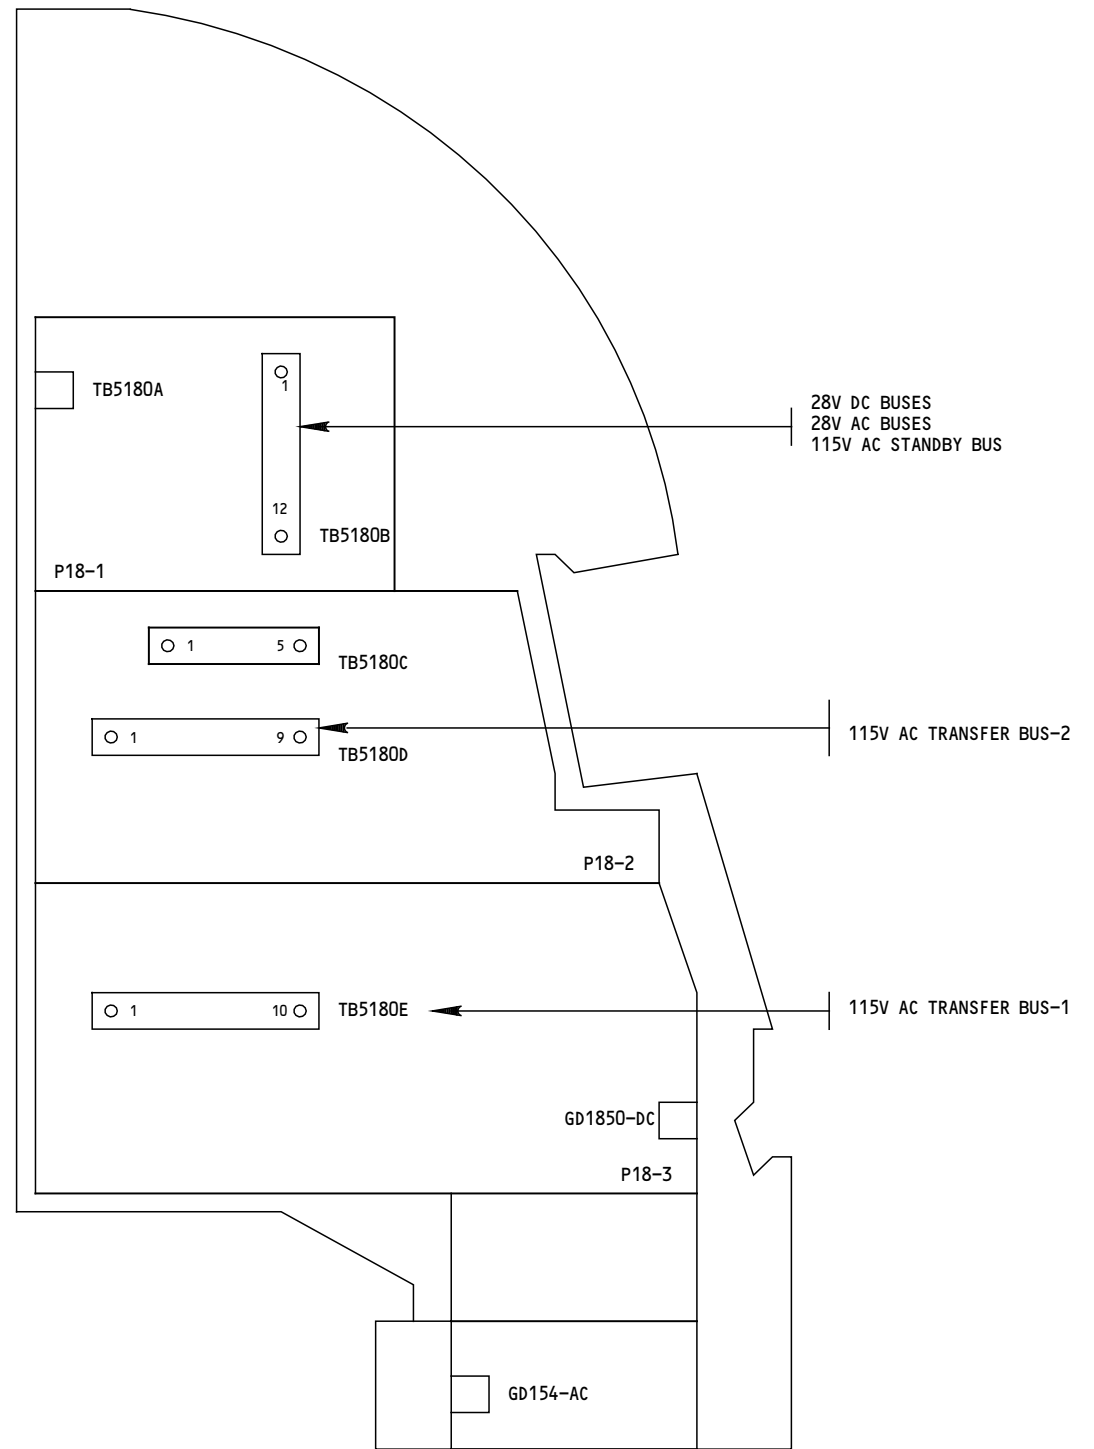 TB5180A
1
28V DC BUSES
28V AC BUSES
115V AC STANDBY BUS
12
TB5180B
P18-1
1
5
TB5180C
1
9
TB5180D
115V AC TRANSFER BUS-2
P18-2
1
10
TB5180E
115V AC TRANSFER BUS-1
GD1850-DC
P18-3
GD154-AC